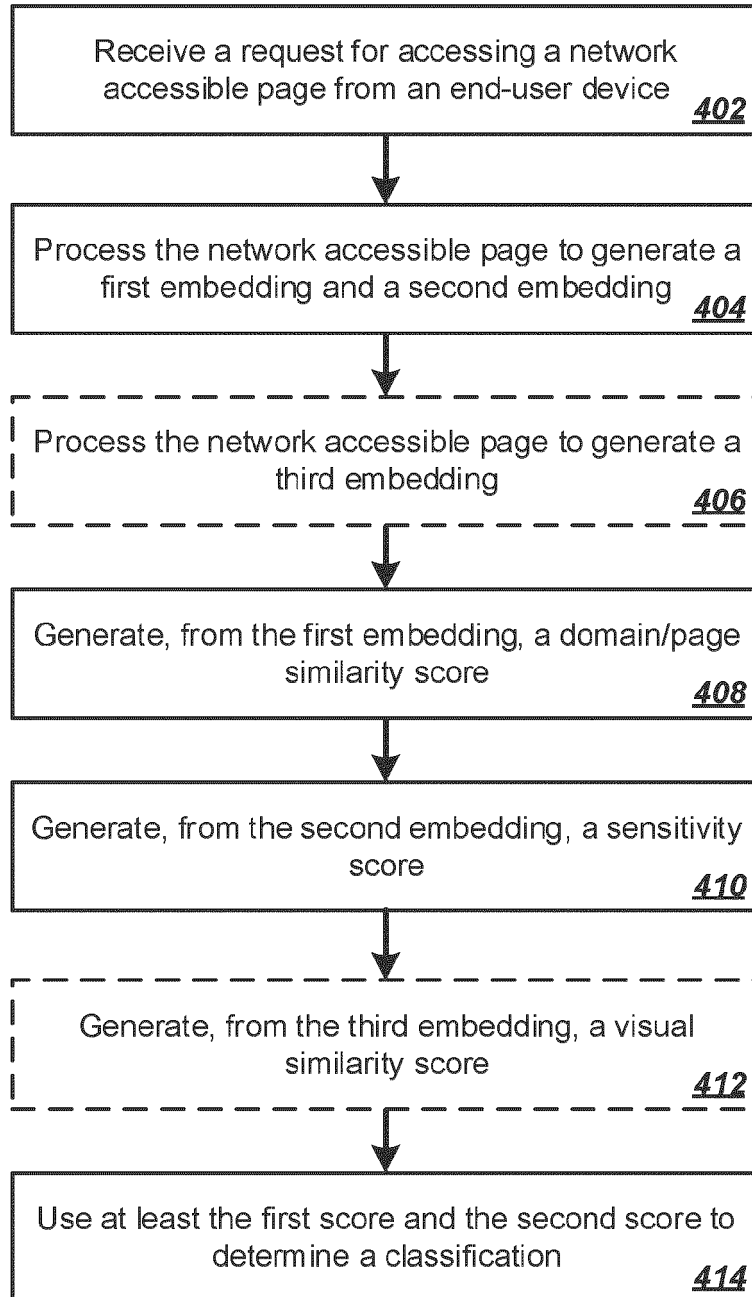 Receive a request for accessing a network
accessible page from an end-user device
402
Process the network accessible page to generate a
first embedding and a second embedding
404
Process the network accessible page to generate a
third embedding
406
Generate, from the first embedding, a domain/page
similarity score
408
Generate, from the second embedding, a sensitivity
score
410
Generate, from the third embedding, a visual
similarity score
412
Use at least the first score and the second score to
determine a classification
414